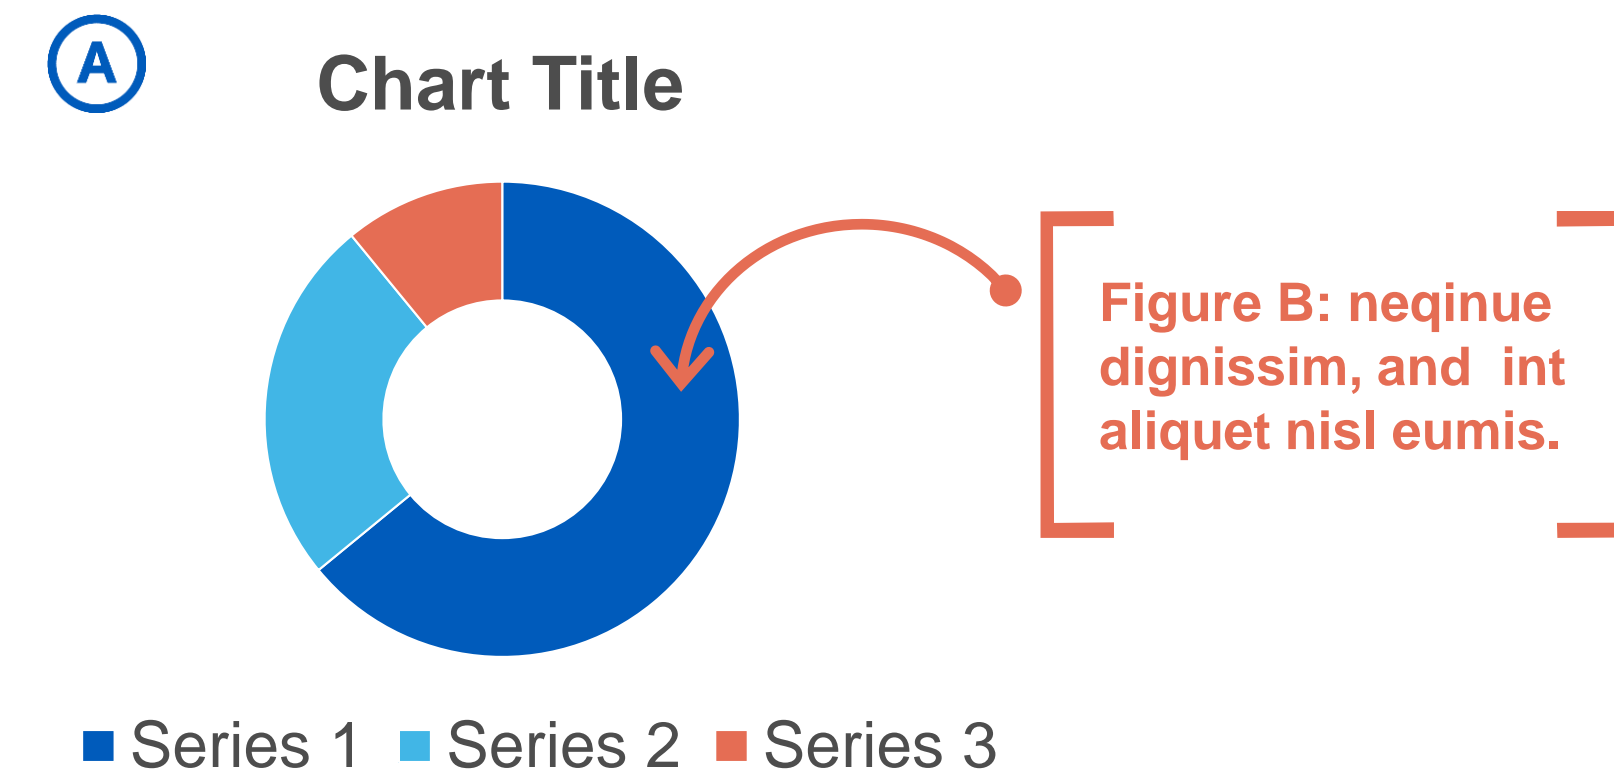 A
Chart Title
Figure B: neqinue
dignissim, and  int
aliquet nisl eumis.
Series 1 Series 2 Series 3